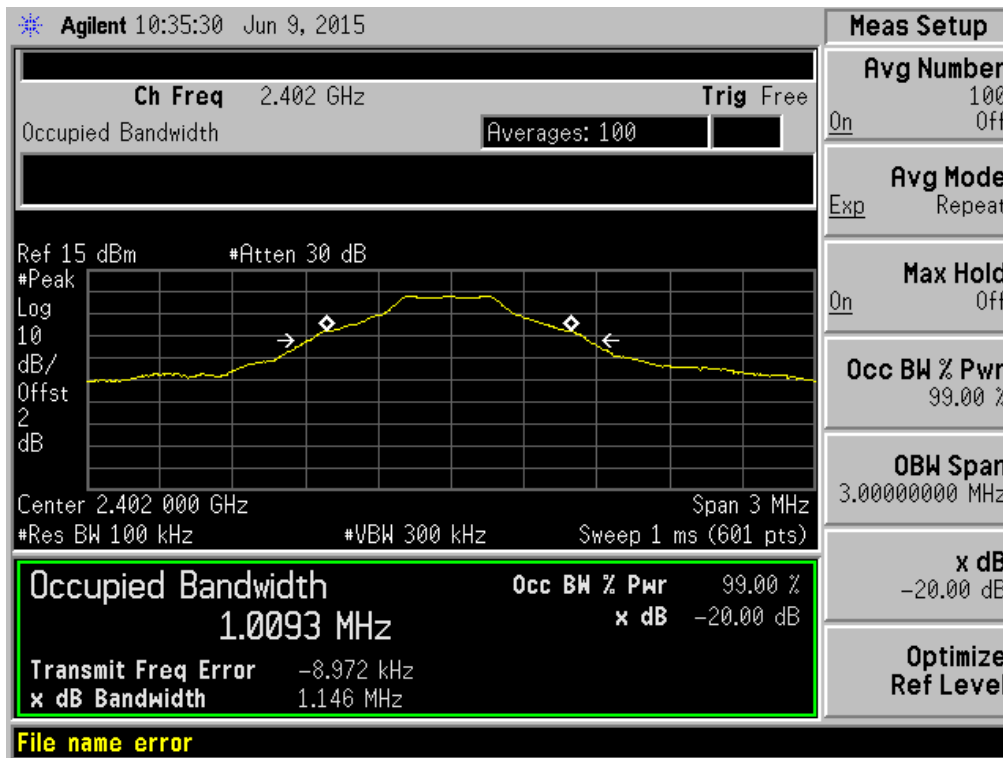 Agilent 10:35:30 Jun 9, 2015
Ch Freq 2.402 GHz Trig Free
Occupied Bandwidth Averages: 100
Ref 15 dBm #Atten 30 dB
#Peak
Log
10
dB/
Offst
2
dB
Center 2.402 000 GHz Span 3 MHz
#Res BW 100 kHz #VBW 300 kHz Sweep 1 ms (601 pts)
Occupied Bandwidth Occ BW % Pwr 99.00 %
1.0093 MHz x dB -20.00 dB
Transmit Freq Error -8.972 kHz
x dB Bandwidth 1.146 MHz
File name error
Meas Setup
Avg Number
100
On Off
Avg Mode
Exp Repeat
Max Hold
On Off
Occ BW % Pwr
99.00 %
OBW Span
3.00000000 MHz
x dB
-20.00 dB
Optimize
Ref Level